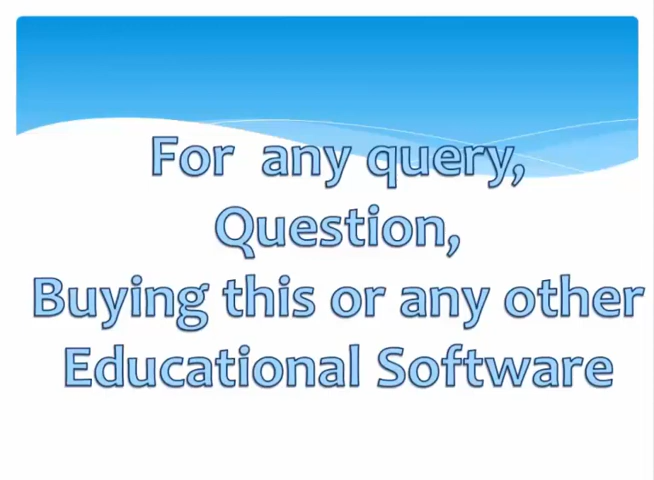 For any query,
Question,
Buying this or any other
Educational Software